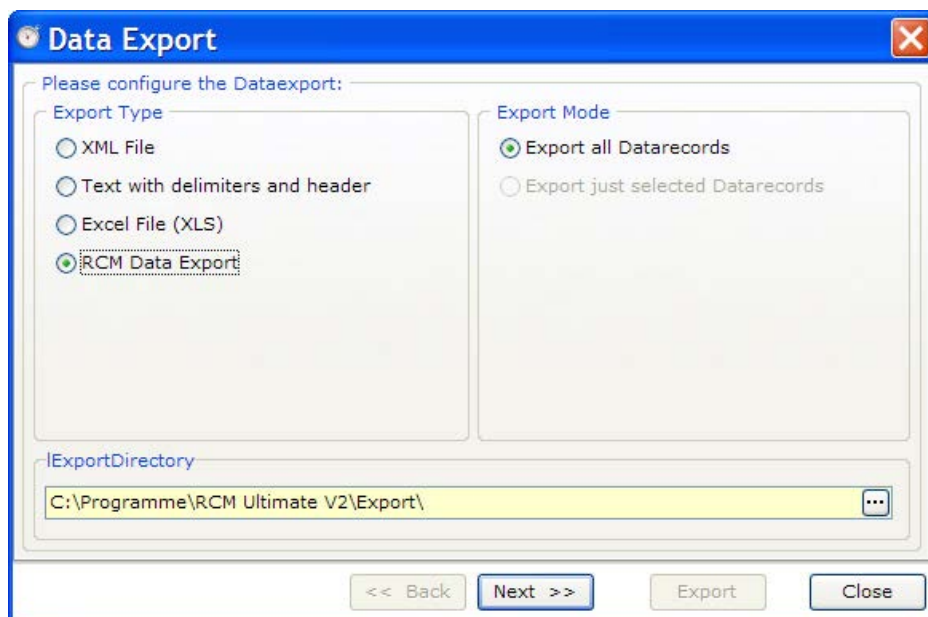 Data Export
Please configure the Dataexport:
Export Type
XML File
Text with delimiters and header
Excel File (XLS)
RCM Data Export
Export Mode
Export all Datarecords
Export just selected Datarecords
lExportDirectory
C:\Programme\RCM Ultimate V2\Export\
...
<< Back
Next >>
Export
Close